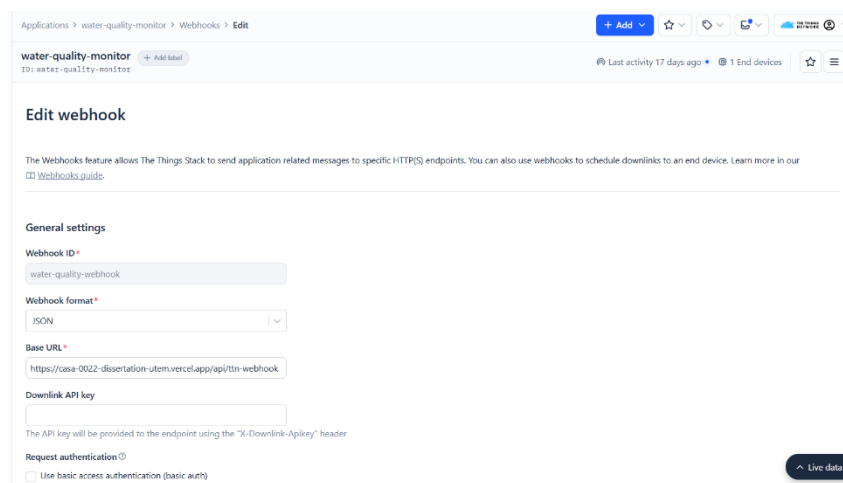 Applications > water-quality-monitor > Webhooks > Edit
+ Add
THE THINGS NETWORK
water-quality-monitor
+ Add label
ID: water-quality-monitor
Last activity 17 days ago • 1 End devices
Edit webhook
The Webhooks feature allows The Things Stack to send application related messages to specific HTTP(S) endpoints. You can also use webhooks to schedule downlinks to an end device. Learn more in our
Webhooks guide.
General settings
Webhook ID*
water-quality-webhook
Webhook format*
JSON
Base URL*
https://casa-0022-dissertation-utem.vercel.app/api/ttn-webhook
Downlink API key
The API key will be provided to the endpoint using the "X-Downlink-Apikey" header
Request authentication
Use basic access authentication (basic auth)
Live data